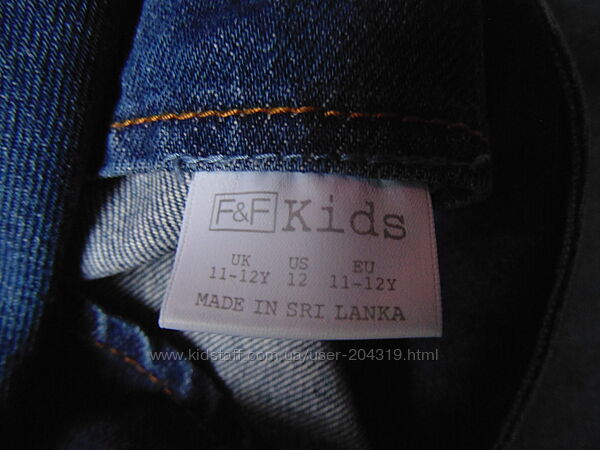 F&F Kids
UK US EU
11-12Y 12 11-12Y
MADE IN SRI LANKA
www.kidstaff.com.ua/user-204319.html